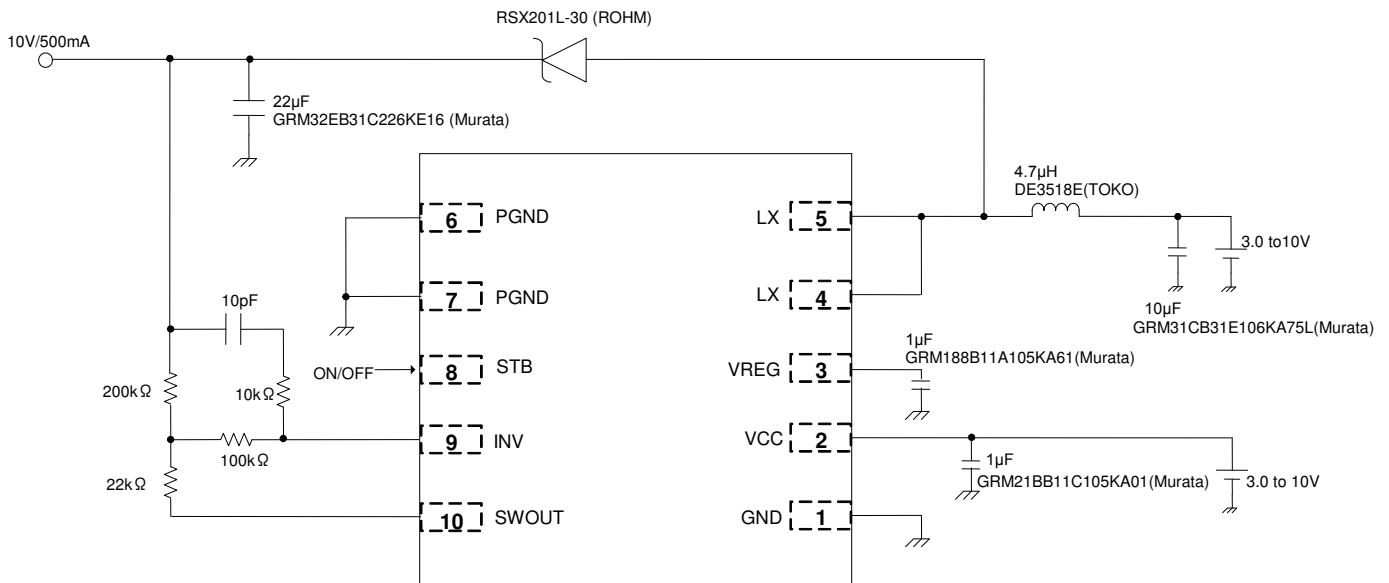 RSX201L-30 (ROHM)
10V/500mA
22µF
GRM32EB31C226KE16 (Murata)
4.7µH
DE3518E(TOKO)
6 PGND
LX 5
3.0 to10V
7 PGND
LX 4
10pF
10µF
GRM31CB31E106KA75L(Murata)
1µF
GRM188B11A105KA61(Murata)
ON/OFF
8 STB
VREG 3
200kΩ
10kΩ
9 INV
VCC 2
100kΩ
1µF
GRM21BB11C105KA01(Murata)
3.0 to 10V
22kΩ
10 SWOUT
GND 1